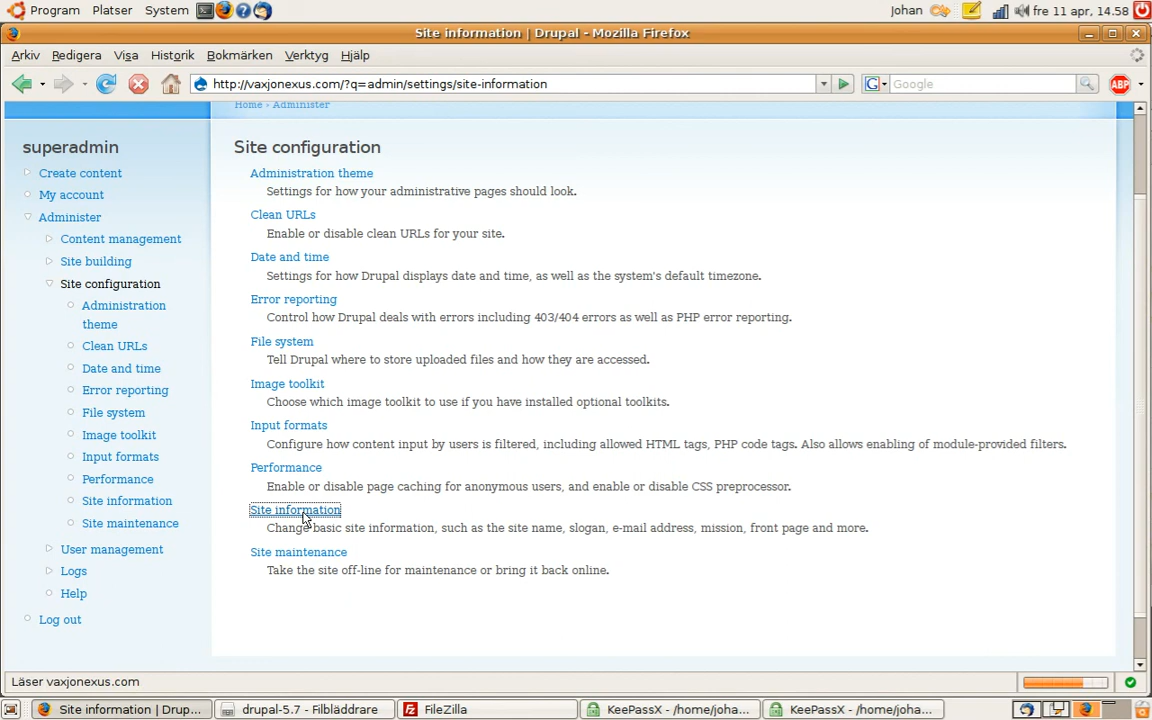 Program Platser System Johan fre 11 apr, 14.58
Site information | Drupal - Mozilla Firefox
Arkiv Redigera Visa Historik Bokmärken Verktyg Hjälp
http://vaxjonexus.com/?q=admin/settings/site-information G Google ABP
Home › Administer
superadmin
Create content
My account
Administer
Content management
Site building
Site configuration
Administration
theme
Clean URLs
Date and time
Error reporting
File system
Image toolkit
Input formats
Performance
Site information
Site maintenance
User management
Logs
Help
Log out
Site configuration
Administration theme
Settings for how your administrative pages should look.
Clean URLs
Enable or disable clean URLs for your site.
Date and time
Settings for how Drupal displays date and time, as well as the system's default timezone.
Error reporting
Control how Drupal deals with errors including 403/404 errors as well as PHP error reporting.
File system
Tell Drupal where to store uploaded files and how they are accessed.
Image toolkit
Choose which image toolkit to use if you have installed optional toolkits.
Input formats
Configure how content input by users is filtered, including allowed HTML tags, PHP code tags. Also allows enabling of module-provided filters.
Performance
Enable or disable page caching for anonymous users, and enable or disable CSS preprocessor.
Site information
Change basic site information, such as the site name, slogan, e-mail address, mission, front page and more.
Site maintenance
Take the site off-line for maintenance or bring it back online.
Läser vaxjonexus.com
Site information | Drup... drupal-5.7 - Filbläddrare FZ FileZilla KeePassX - /home/joha... KeePassX - /home/joha...